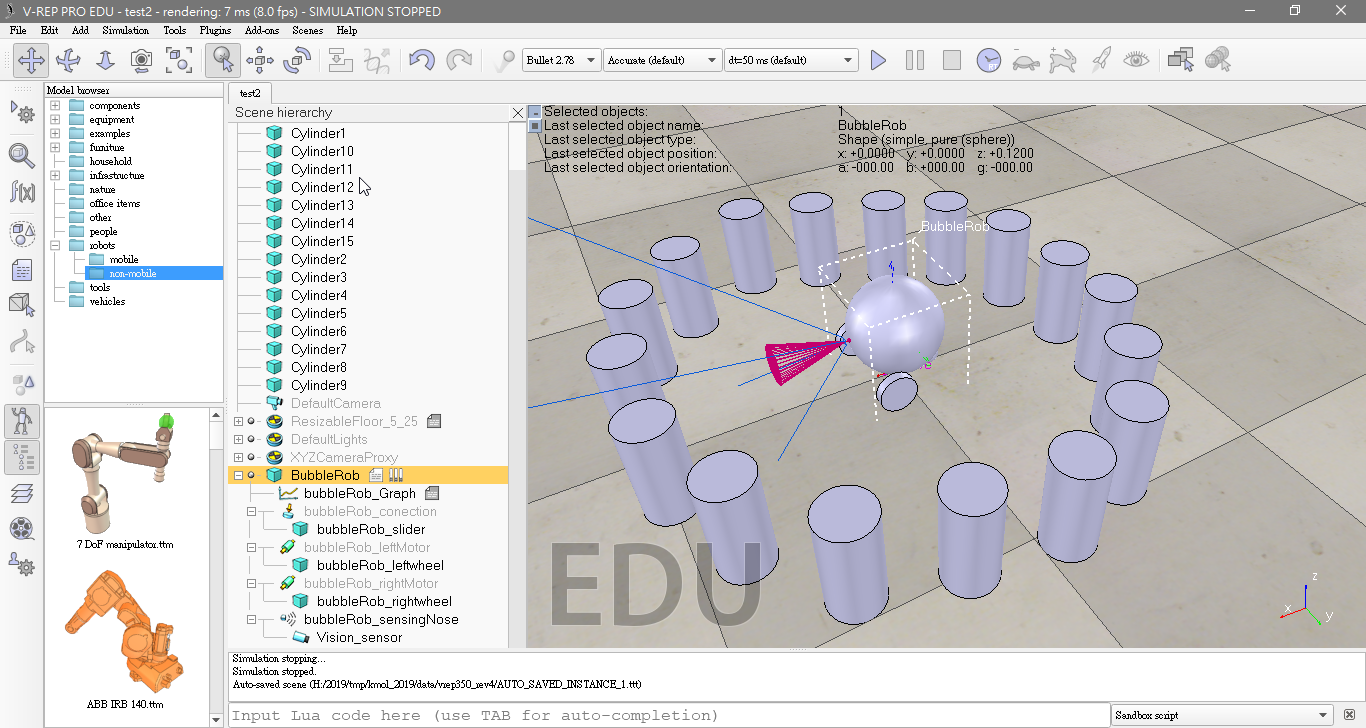 V-REP PRO EDU - test2 - rendering: 7 ms (8.0 fps) - SIMULATION STOPPED
File Edit Add Simulation Tools Plugins Add-ons Scenes Help
Bullet 2.78 Accurate (default) dt=50 ms (default)
Model browser
components
equipment
examples
furniture
household
infrastructure
nature
office items
other
people
robots
mobile
non-mobile
tools
vehicles
7 DoF manipulator.ttm
ABB IRB 140.ttm
test2
Scene hierarchy
Cylinder1
Cylinder10
Cylinder11
Cylinder12
Cylinder13
Cylinder14
Cylinder15
Cylinder2
Cylinder3
Cylinder4
Cylinder5
Cylinder6
Cylinder7
Cylinder8
Cylinder9
DefaultCamera
ResizableFloor_5_25
DefaultLights
XYZCameraProxy
BubbleRob
bubbleRob_Graph
bubbleRob_conection
bubbleRob_slider
bubbleRob_leftMotor
bubbleRob_leftwheel
bubbleRob_rightMotor
bubbleRob_rightwheel
bubbleRob_sensingNose
Vision_sensor
Selected objects: 1
Last selected object name: BubbleRob
Last selected object type: Shape (simple, pure (sphere))
Last selected object position: x: +0.0000 y: +0.0000 z: +0.1200
Last selected object orientation: a: -000.00 b: +000.00 g: -000.00
BubbleRob
EDU
z
x
y
Simulation stopping...
Simulation stopped.
Auto-saved scene (H:/2019/tmp/kmol_2019/data/vrep350_rev4/AUTO_SAVED_INSTANCE_1.ttt)
Input Lua code here (use TAB for auto-completion)
Sandbox script